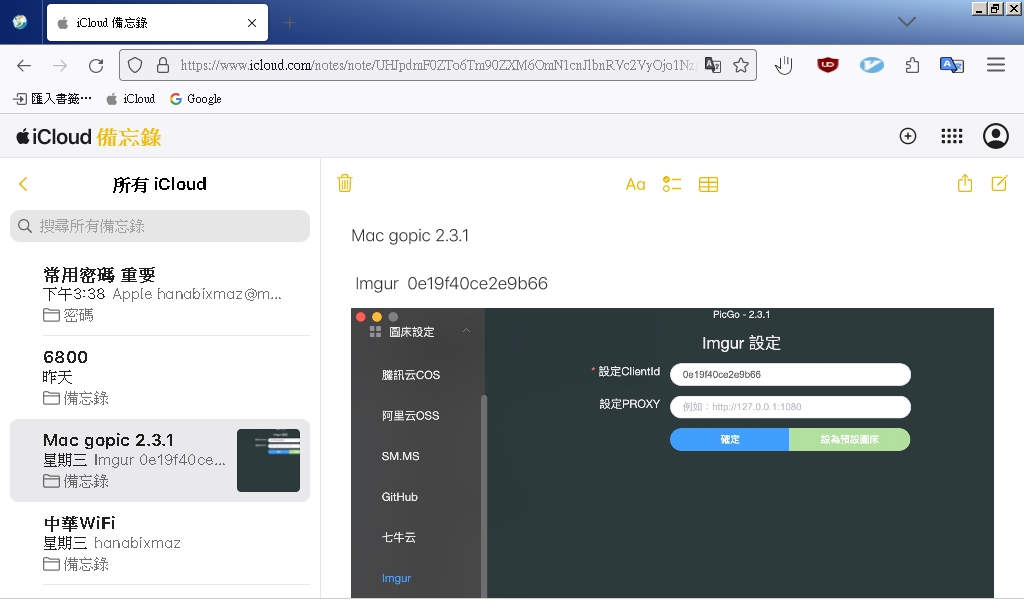 iCloud 備忘錄
https://www.icloud.com/notes/note/
匯入書籤…
iCloud
Google
iCloud 備忘錄
所有 iCloud
搜尋所有備忘錄
常用密碼 重要
下午3:38 Apple hanabixmaz@m...
密碼
6800
昨天
備忘錄
Mac gopic 2.3.1
星期三 Imgur 0e19f40ce...
備忘錄
中華WiFi
星期三 hanabixmaz
備忘錄
Aa
Mac gopic 2.3.1
Imgur 0e19f40ce2e9b66
PicGo - 2.3.1
圖床設定
騰訊云COS
阿里云OSS
SM.MS
GitHub
七牛云
Imgur
Imgur 設定
* 設定ClientId
0e19f40ce2e9b66
設定PROXY
例如：http://127.0.0.1:1080
確定
設為預設圖床